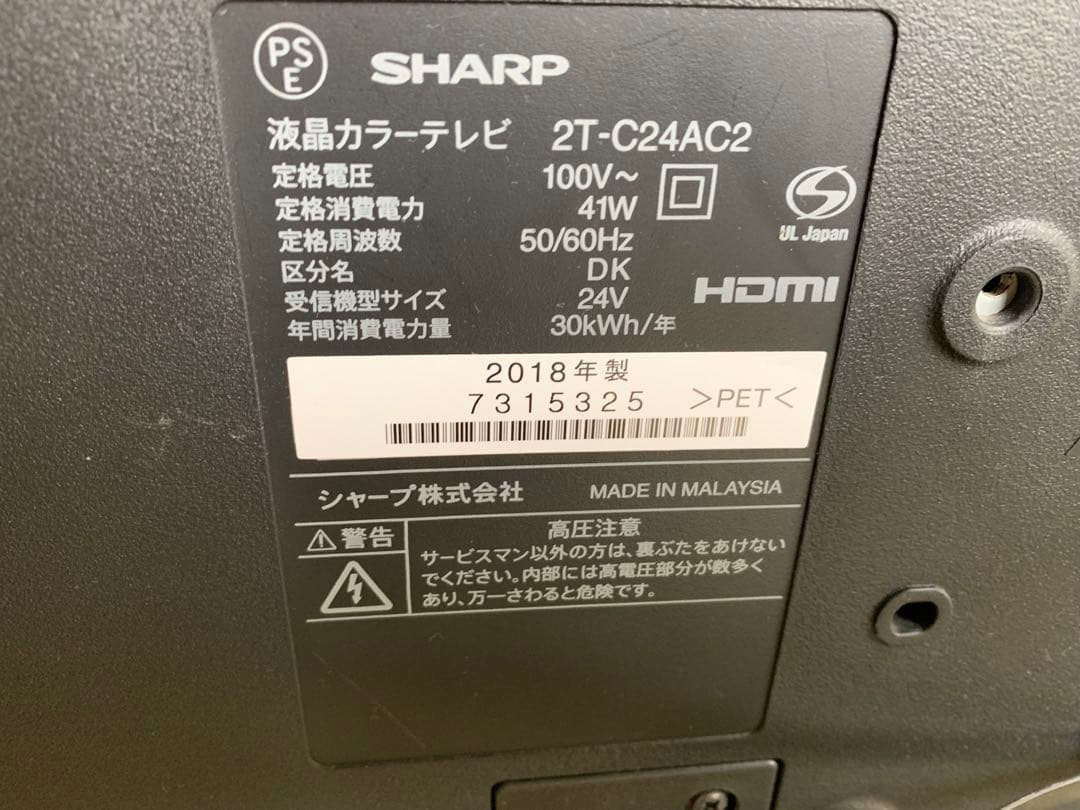 PSE
SHARP
液晶カラーテレビ 2T-C24AC2
定格電圧 100V～
定格消費電力 41W
定格周波数 50/60Hz
UL Japan
区分名 DK
受信機型サイズ 24V
HDMI
年間消費電力量 30kWh/年
2018年製
7315325 >PET<
シャープ株式会社 MADE IN MALAYSIA
警告
高圧注意
サービスマン以外の方は、裏ぶたをあけない
でください。内部には高電圧部分が数多く
あり、万一さわると危険です。